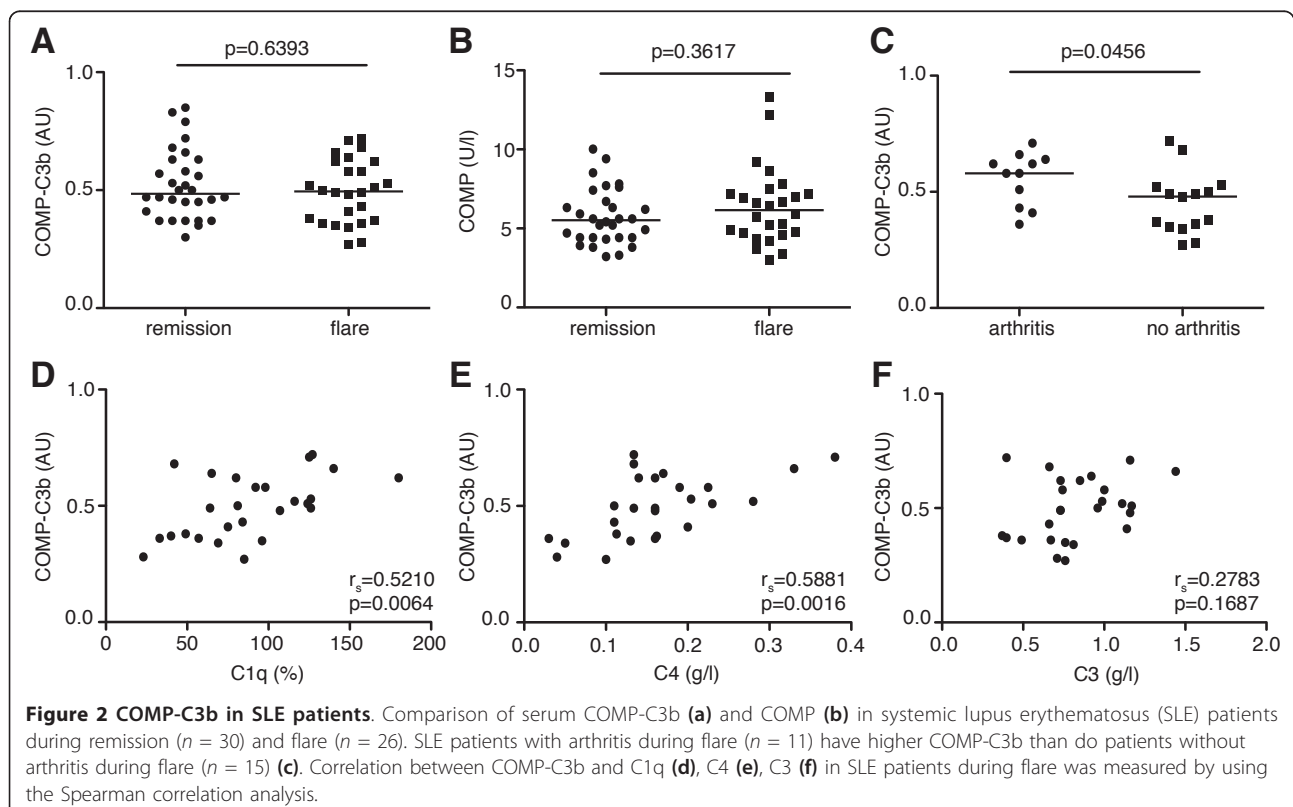 A
p=0.6393
1.0
0.5
0.0
COMP-C3b (AU)
remission flare
B
p=0.3617
15
10
5
0
COMP (U/l)
remission flare
C
p=0.0456
1.0
0.5
0.0
COMP-C3b (AU)
arthritis no arthritis
D
1.0
0.5
0.0
COMP-C3b (AU)
rₛ=0.5210
p=0.0064
0 50 100 150 200
C1q (%)
E
1.0
0.5
0.0
COMP-C3b (AU)
rₛ=0.5881
p=0.0016
0.0 0.1 0.2 0.3 0.4
C4 (g/l)
F
1.0
0.5
0.0
COMP-C3b (AU)
rₛ=0.2783
p=0.1687
0.0 0.5 1.0 1.5 2.0
C3 (g/l)
Figure 2 COMP-C3b in SLE patients. Comparison of serum COMP-C3b (a) and COMP (b) in systemic lupus erythematosus (SLE) patients
during remission (n = 30) and flare (n = 26). SLE patients with arthritis during flare (n = 11) have higher COMP-C3b than do patients without
arthritis during flare (n = 15) (c). Correlation between COMP-C3b and C1q (d), C4 (e), C3 (f) in SLE patients during flare was measured by using
the Spearman correlation analysis.